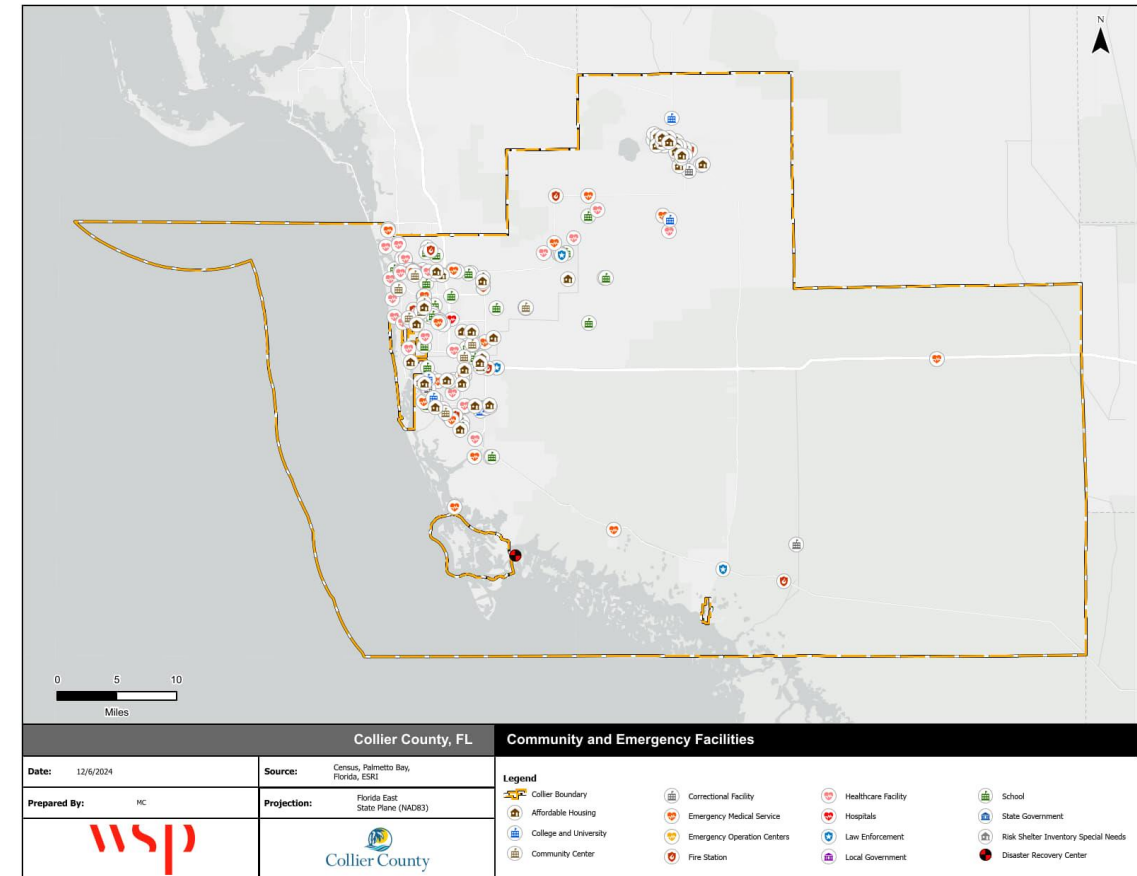 N
0 5 10
Miles
Collier County, FL
Community and Emergency Facilities
Date: 12/6/2024
Source: Census, Palmetto Bay,
Florida, ESRI
Prepared By: MC
Projection: Florida East
State Plane (NAD83)
wsp
Collier County
Legend
Collier Boundary
Affordable Housing
College and University
Community Center
Correctional Facility
Emergency Medical Service
Emergency Operation Centers
Fire Station
Healthcare Facility
Hospitals
Law Enforcement
Local Government
School
State Government
Risk Shelter Inventory Special Needs
Disaster Recovery Center